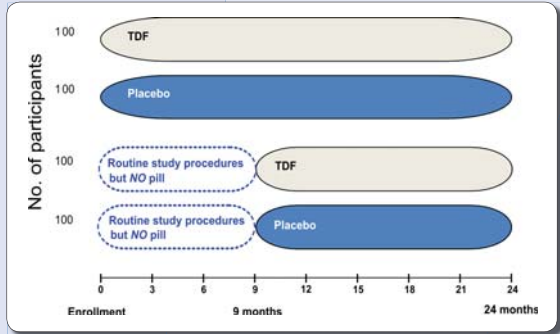 No. of participants
100
TDF
100
Placebo
100
Routine study procedures
but NO pill
TDF
100
Routine study procedures
but NO pill
Placebo
0 3 6 9 12 15 18 21 24
Enrollment 9 months 24 months